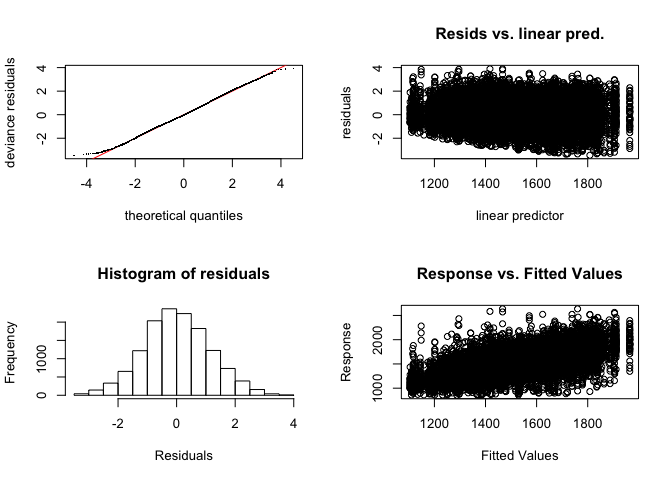 deviance residuals
-2 0 2 4
-4 -2 0 2 4
theoretical quantiles
Resids vs. linear pred.
residuals
-2 0 2 4
1200 1400 1600 1800
linear predictor
Histogram of residuals
Frequency
0 1000
-2 0 2 4
Residuals
Response vs. Fitted Values
Response
1000 2000
1200 1400 1600 1800
Fitted Values